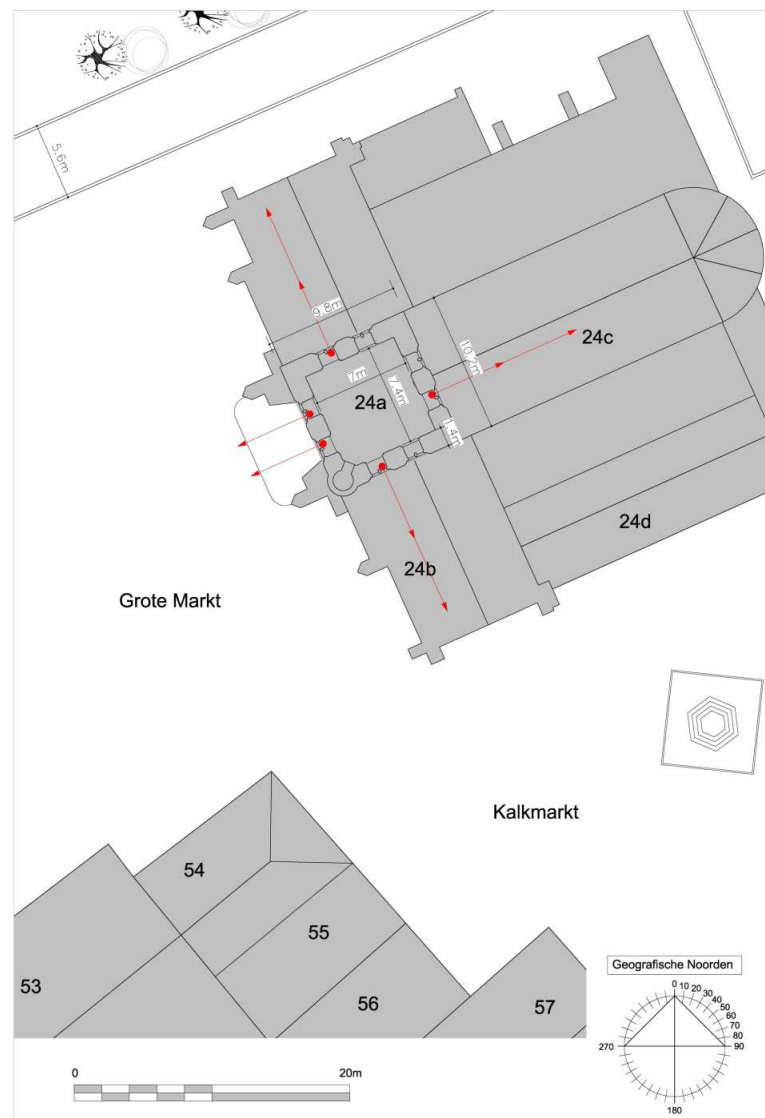 5.6m
9.8m
10.2m
24c
7m
7.4m
24a
1.4m
24d
24b
Grote Markt
Kalkmarkt
54
55
53
56
57
Geografische Noorden
0 10 20 30 40 50 60 70 80 90
270
180
0 20m